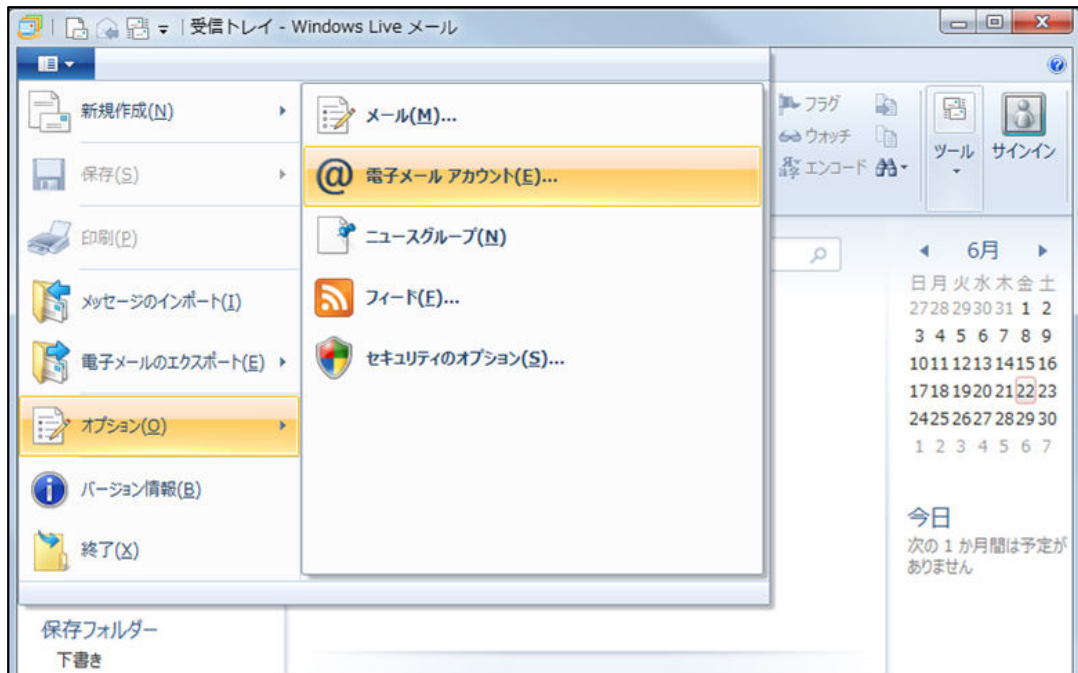 受信トレイ - Windows Live メール
新規作成(N)
保存(S)
印刷(P)
メッセージのインポート(I)
電子メールのエクスポート(E)
オプション(O)
バージョン情報(B)
終了(X)
メール(M)...
電子メール アカウント(E)...
ニュースグループ(N)
フィード(F)...
セキュリティのオプション(S)...
フラグ
ウォッチ
エンコード
ツール
サインイン
6月
日 月 火 水 木 金 土
27 28 29 30 31 1 2
3 4 5 6 7 8 9
10 11 12 13 14 15 16
17 18 19 20 21 22 23
24 25 26 27 28 29 30
1 2 3 4 5 6 7
今日
次の 1 か月間は予定が
ありません
保存フォルダー
下書き